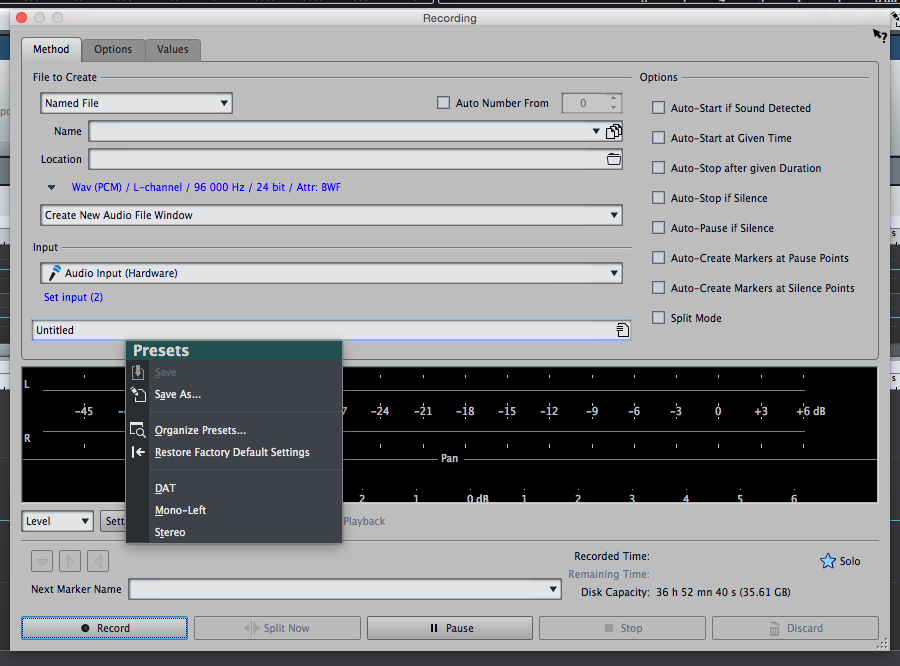 Recording
Method Options Values
File to Create
Named File
Auto Number From 0
Name
Location
Wav (PCM) / L-channel / 96 000 Hz / 24 bit / Attr: BWF
Create New Audio File Window
Input
Audio Input (Hardware)
Set input (2)
Untitled
Options
Auto-Start if Sound Detected
Auto-Start at Given Time
Auto-Stop after given Duration
Auto-Stop if Silence
Auto-Pause if Silence
Auto-Create Markers at Pause Points
Auto-Create Markers at Silence Points
Split Mode
Presets
Save
Save As...
Organize Presets...
Restore Factory Default Settings
DAT
Mono-Left
Stereo
L
-45 -24 -21 -18 -15 -12 -9 -6 -3 0 +3 +6 dB
R
Pan
2 1 0 dB 1 2 3 4 5 6
Level Playback
Recorded Time:
Solo
Remaining Time:
Next Marker Name
Disk Capacity: 36 h 52 mn 40 s (35.61 GB)
Record Split Now Pause Stop Discard